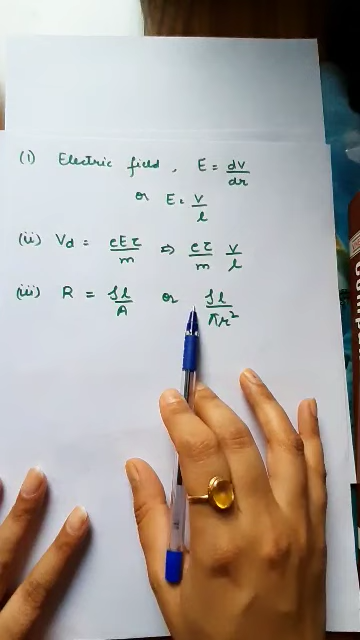 (i) Electric field, E = dV/dr
or E = V/l
(ii) Vd = eEτ/m ⇒ eτ/m V/l
(iii) R = ρl/A or ρl/πr²